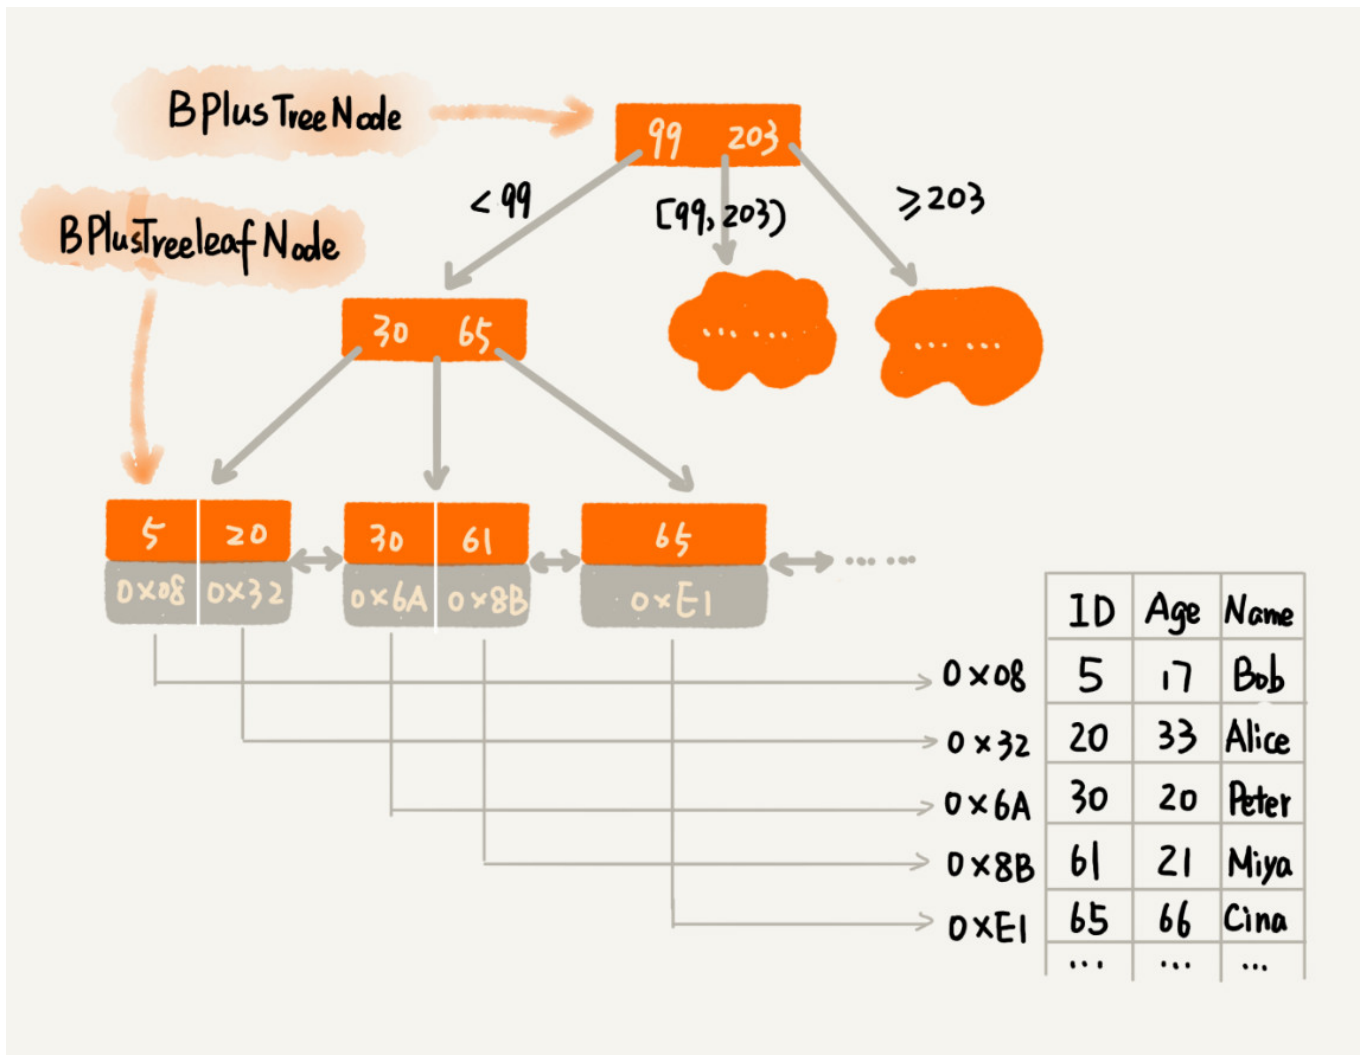 BPlusTreeNode
99 203
<99
[99,203)
≥203
BPlusTreeleafNode
30 65
... ...
... ...
5 20
30 61
65
0x08 0x32
0x6A 0x8B
0xE1
... ...
ID Age Name
0x08 5 17 Bob
0x32 20 33 Alice
0x6A 30 20 Peter
0x8B 61 21 Miya
0xE1 65 66 Cina
... ... ...